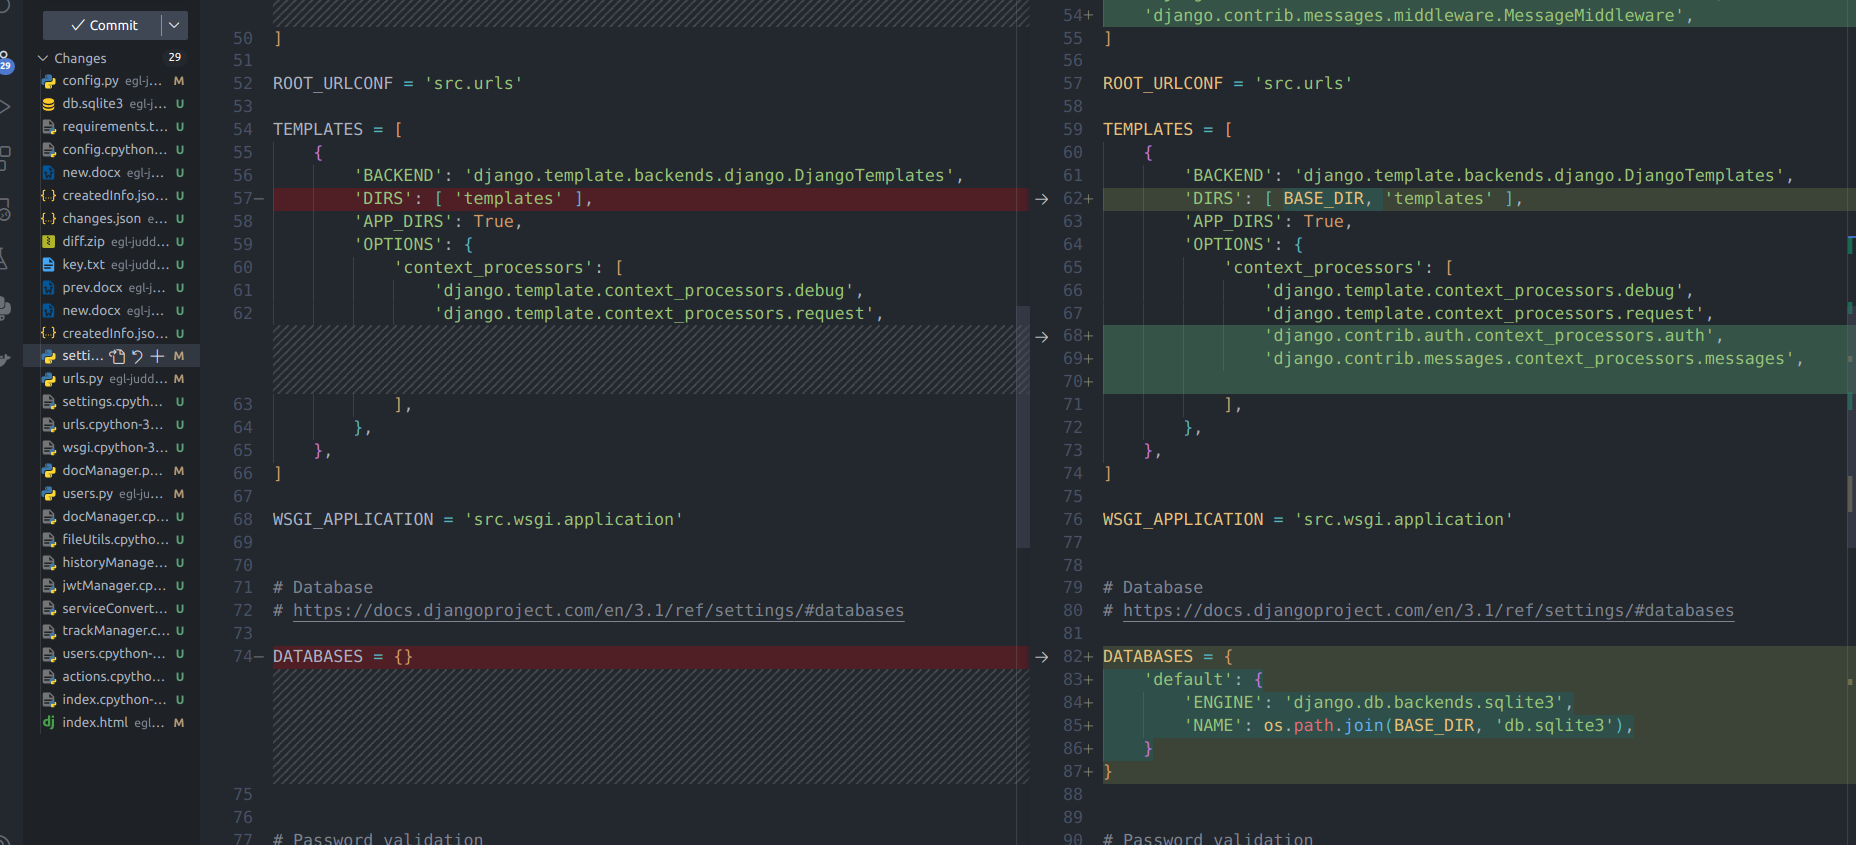 Commit
Changes 29
29
config.py egl-j... M
db.sqlite3 egl-j... U
requirements.t... U
config.cpython... U
new.docx egl-j... U
createdInfo.jso... U
changes.json e... U
diff.zip egl-judd... U
key.txt egl-judd... U
prev.docx egl-j... U
new.docx egl-j... U
createdInfo.jso... U
setti... M
urls.py egl-judd... M
settings.cpyth... U
urls.cpython-3... U
wsgi.cpython-3... U
docManager.p... M
users.py egl-ju... M
docManager.cp... U
fileUtils.cpytho... U
historyManage... U
jwtManager.cp... U
serviceConvert... U
trackManager.c... U
users.cpython-... U
actions.cpytho... U
index.cpython-... U
index.html egl... M
50 ]
51
52 ROOT_URLCONF = 'src.urls'
53
54 TEMPLATES = [
55 {
56 'BACKEND': 'django.template.backends.django.DjangoTemplates',
57− 'DIRS': [ 'templates' ],
58 'APP_DIRS': True,
59 'OPTIONS': {
60 'context_processors': [
61 'django.template.context_processors.debug',
62 'django.template.context_processors.request',
63 ],
64 },
65 },
66 ]
67
68 WSGI_APPLICATION = 'src.wsgi.application'
69
70
71 # Database
72 # https://docs.djangoproject.com/en/3.1/ref/settings/#databases
73
74− DATABASES = {}
75
76
77 # Password validation
54+ 'django.contrib.messages.middleware.MessageMiddleware',
55 ]
56
57 ROOT_URLCONF = 'src.urls'
58
59 TEMPLATES = [
60 {
61 'BACKEND': 'django.template.backends.django.DjangoTemplates',
62+ 'DIRS': [ BASE_DIR, 'templates' ],
63 'APP_DIRS': True,
64 'OPTIONS': {
65 'context_processors': [
66 'django.template.context_processors.debug',
67 'django.template.context_processors.request',
68+ 'django.contrib.auth.context_processors.auth',
69+ 'django.contrib.messages.context_processors.messages',
70+
71 ],
72 },
73 },
74 ]
75
76 WSGI_APPLICATION = 'src.wsgi.application'
77
78
79 # Database
80 # https://docs.djangoproject.com/en/3.1/ref/settings/#databases
81
82+ DATABASES = {
83+ 'default': {
84+ 'ENGINE': 'django.db.backends.sqlite3',
85+ 'NAME': os.path.join(BASE_DIR, 'db.sqlite3'),
86+ }
87+ }
88
89
90 # Password validation